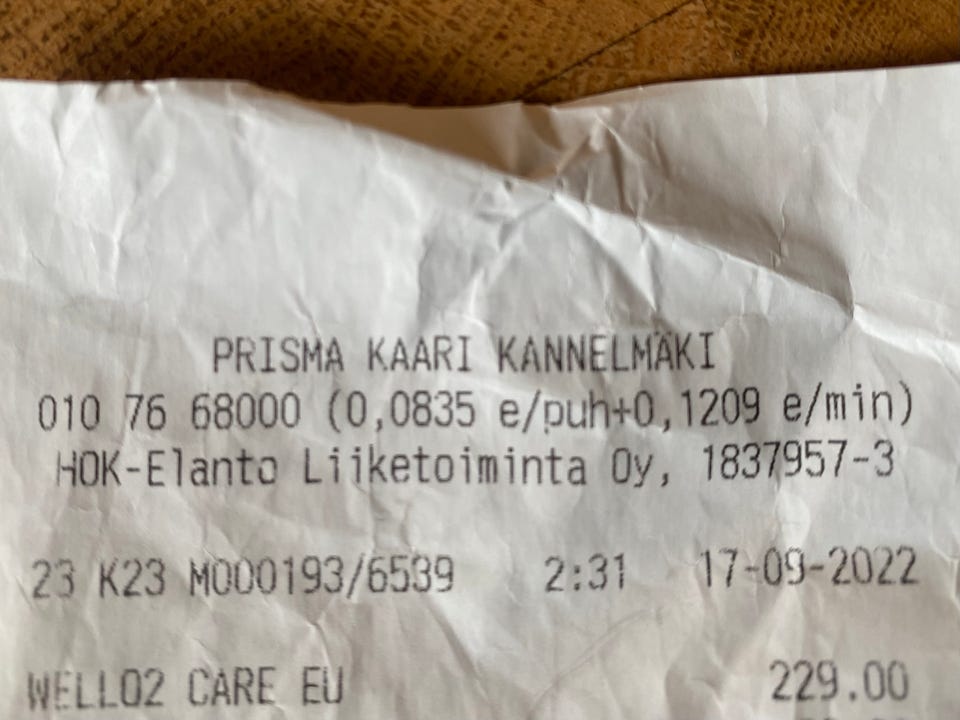 PRISMA KAARI KANNELMÄKI
010 76 68000 (0,0835 e/puh+0,1209 e/min)
HOK-Elanto Liiketoiminta Oy, 1837957-3
23 K23 M000193/6539 2:31 17-09-2022
WELLO2 CARE EU 229.00